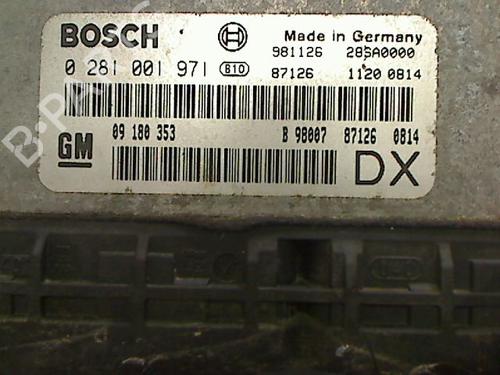 BOSCH Made in Germany
981126 28SA0000
0 281 001 971 B10 87126 1120 0814
GM 09 180 353 B 98007 87126 0814
DX